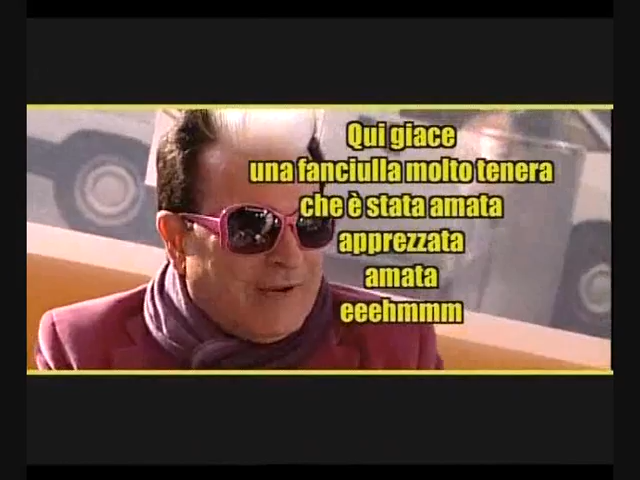 Qui giace
una fanciulla molto tenera
che è stata amata
apprezzata
amata
eeehmmm